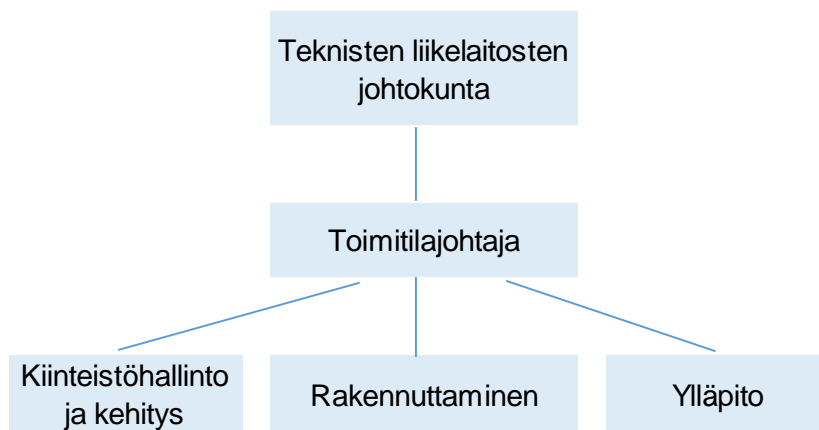 Teknisten liikelaitosten
johtokunta
Toimitilajohtaja
Kiinteistöhallinto
ja kehitys
Rakennuttaminen
Ylläpito